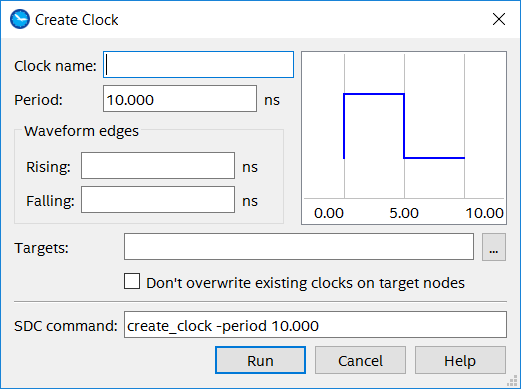 Create Clock
Clock name:
Period: 10.000 ns
Waveform edges
Rising: ns
Falling: ns
0.00 5.00 10.00
Targets: ...
Don't overwrite existing clocks on target nodes
SDC command: create_clock -period 10.000
Run Cancel Help